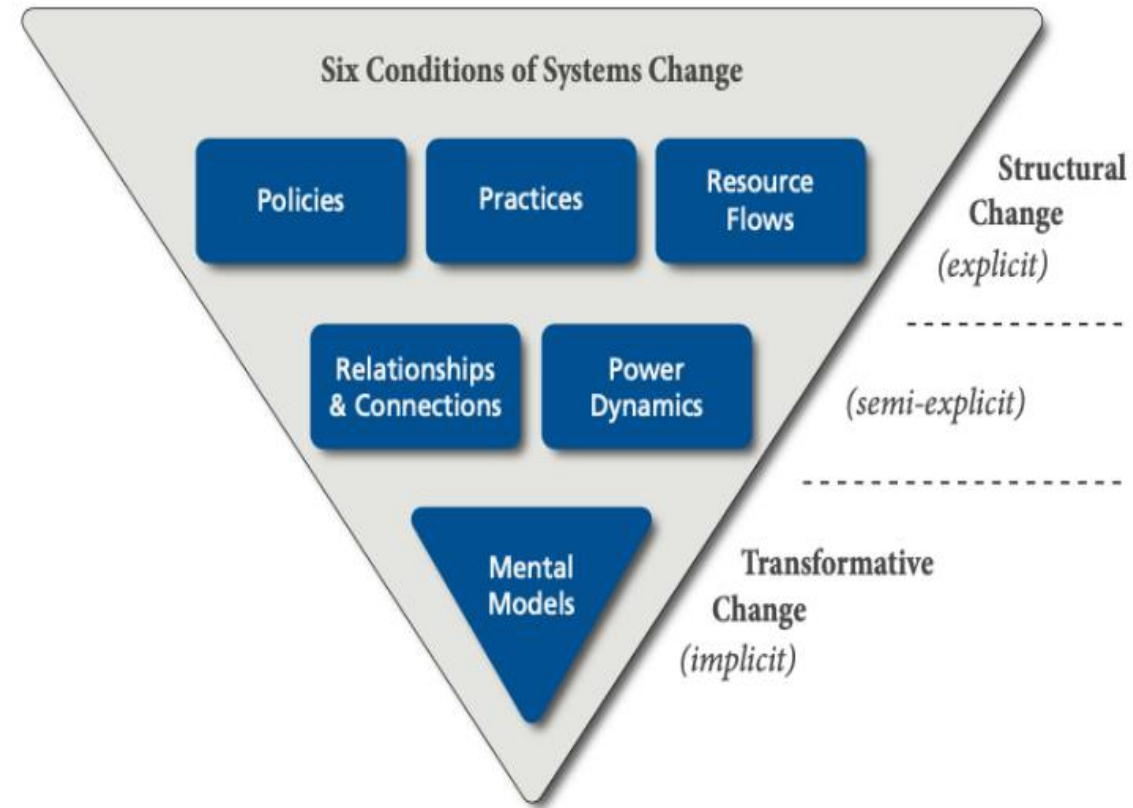 Six Conditions of Systems Change
Policies
Practices
Resource
Flows
Structural
Change
(explicit)
Relationships
& Connections
Power
Dynamics
(semi-explicit)
Mental
Models
Transformative
Change
(implicit)